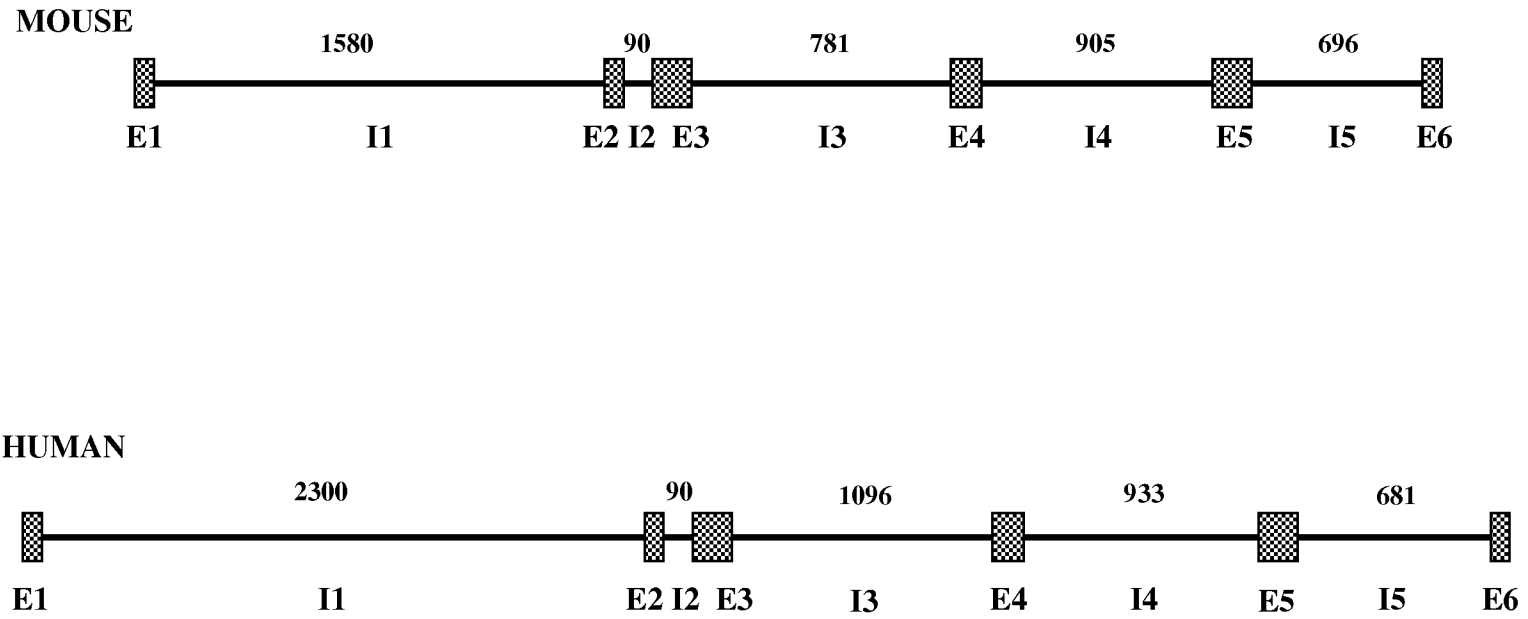 MOUSE
1580 90 781 905 696
E1 I1 E2 I2 E3 I3 E4 I4 E5 I5 E6
HUMAN
2300 90 1096 933 681
E1 I1 E2 I2 E3 I3 E4 I4 E5 I5 E6